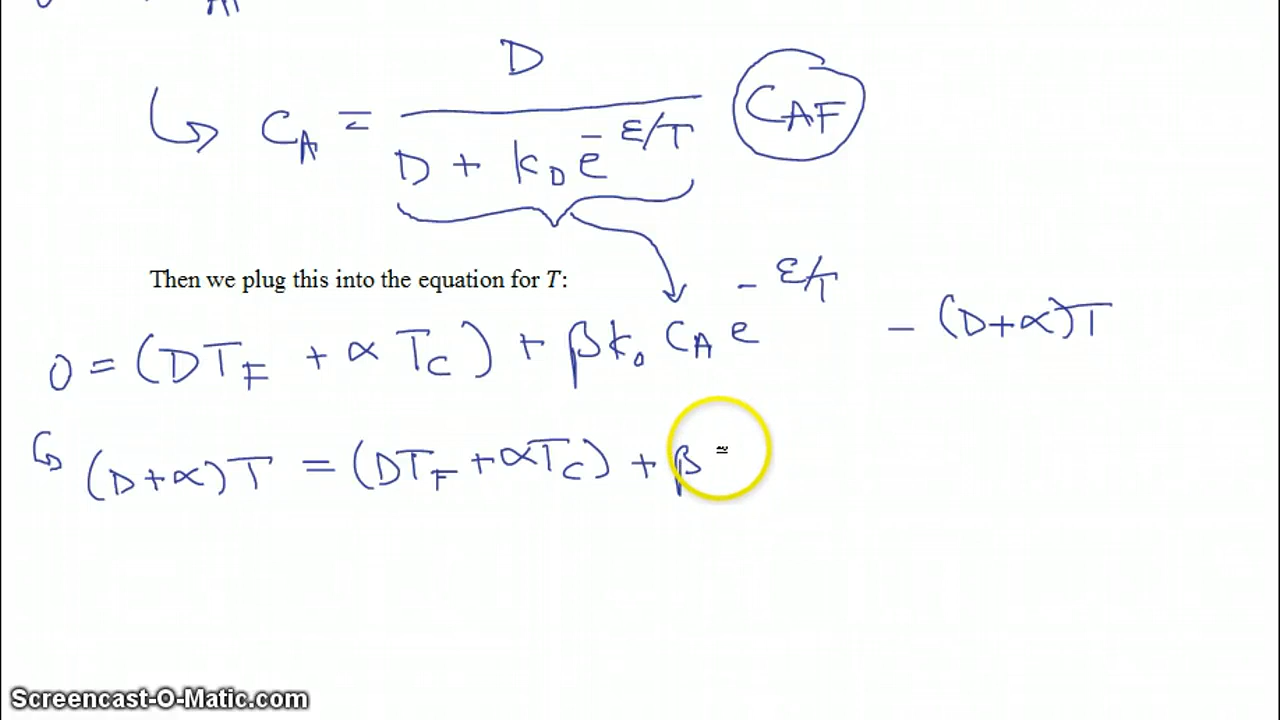 C_A = D / (D + k_0 e^{-ε/T}) C_AF
Then we plug this into the equation for T:
0 = (DT_F + αT_C) + βk_0 C_A e^{-ε/T} - (D+α)T
(D+α)T = (DT_F + αT_C) + β
Screencast-O-Matic.com